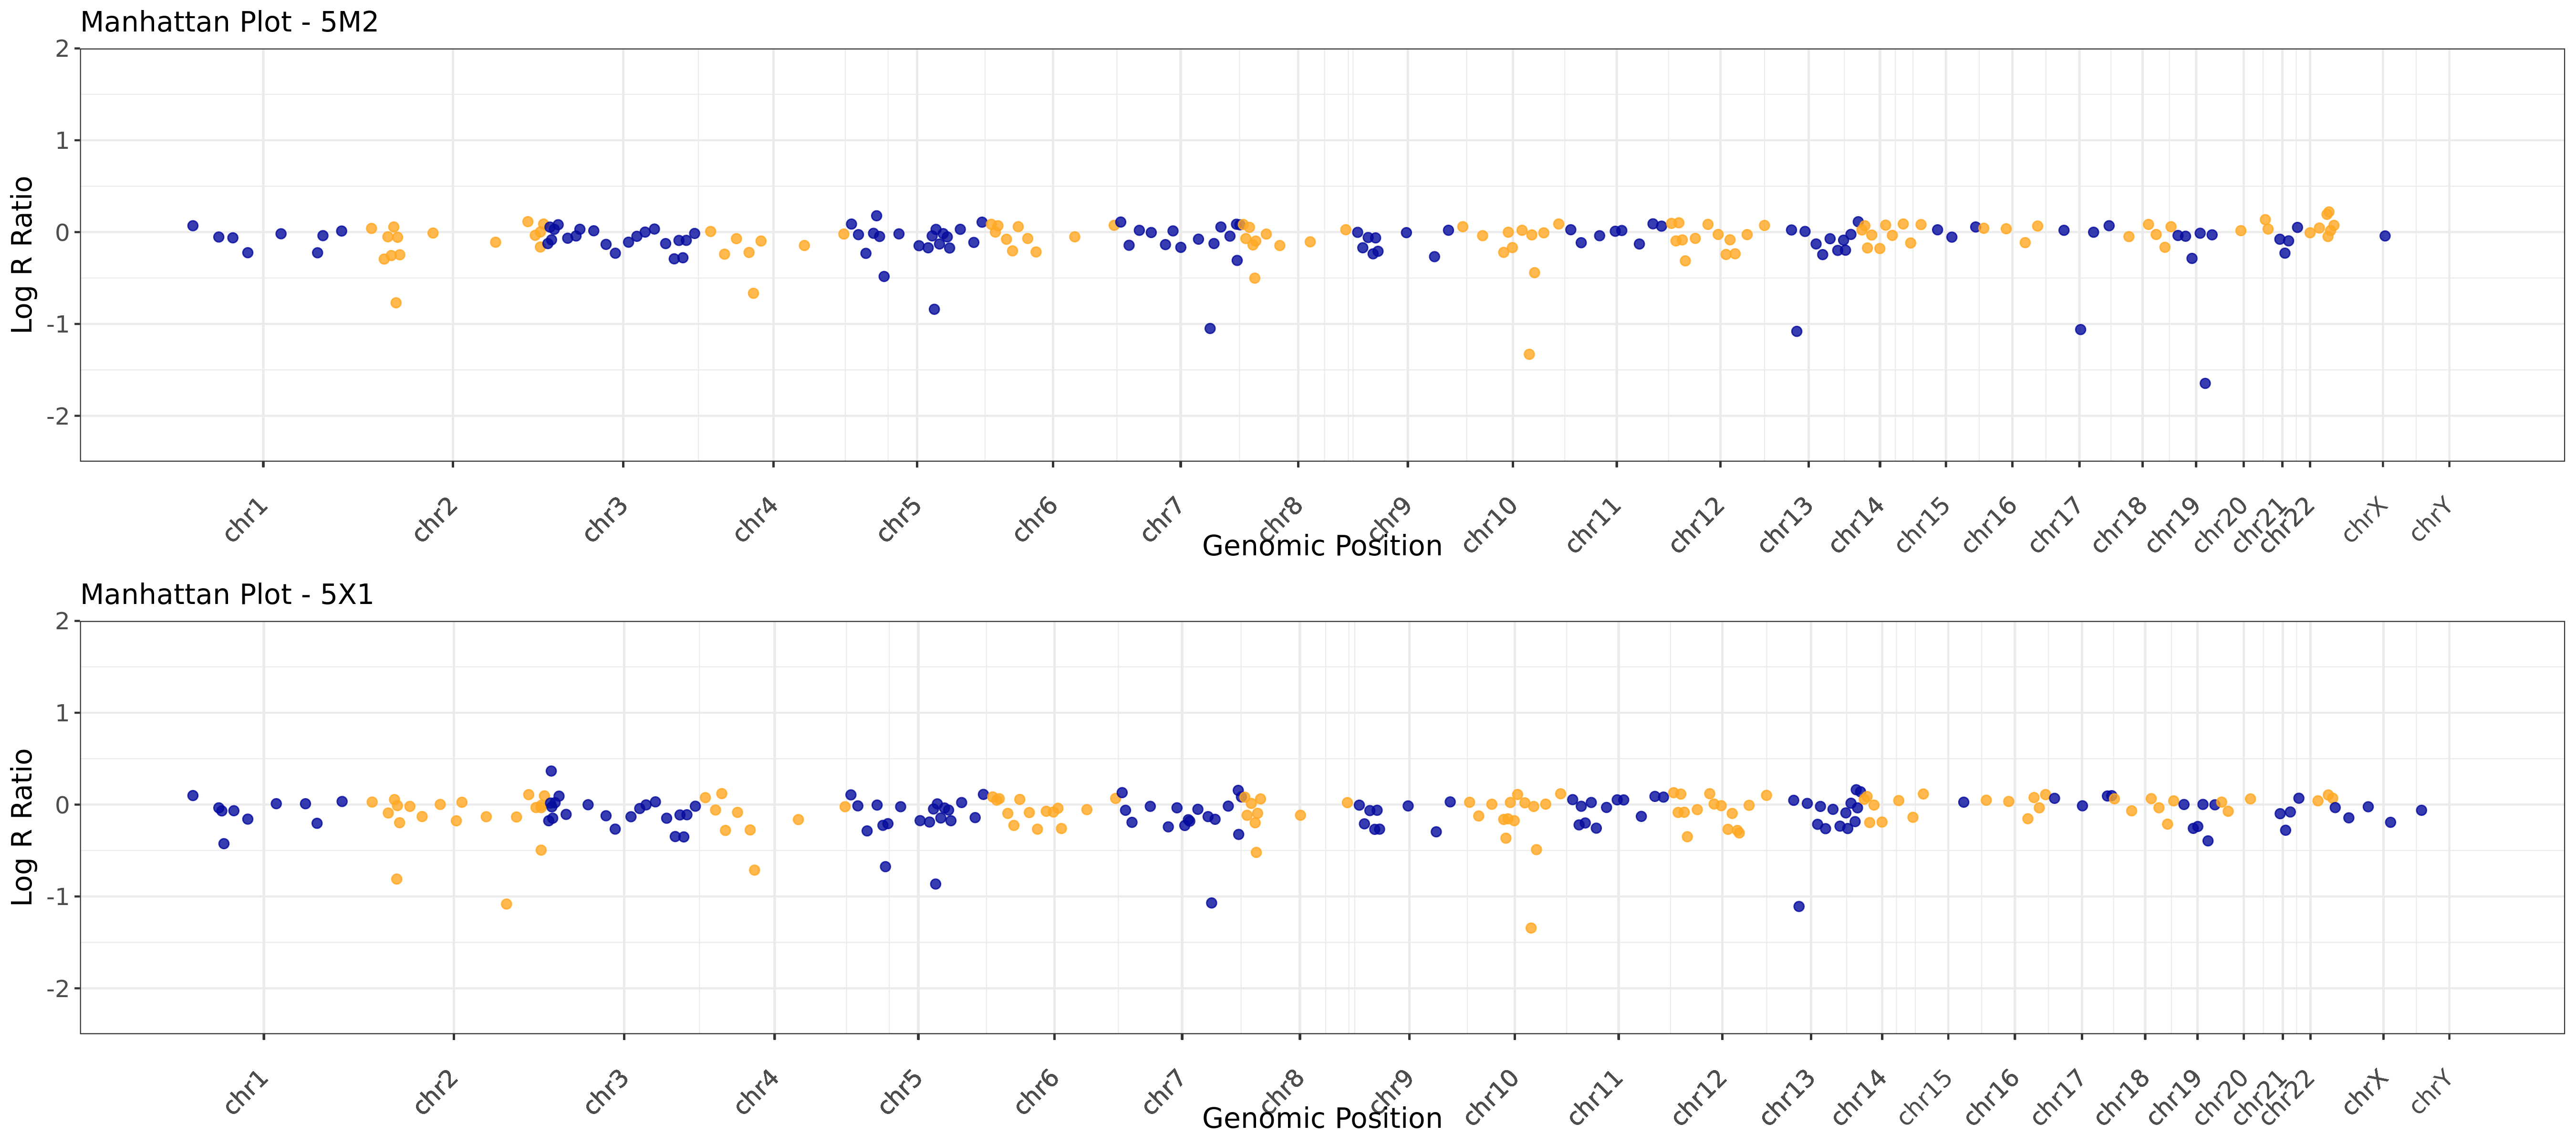 Manhattan Plot - 5M2
2
1
0
-1
-2
Log R Ratio
chr1 chr2 chr3 chr4 chr5 chr6 chr7 chr8 chr9 chr10 chr11 chr12 chr13 chr14 chr15 chr16 chr17 chr18 chr19 chr20 chr21 chr22 chrX chrY
Genomic Position
Manhattan Plot - 5X1
2
1
0
-1
-2
Log R Ratio
chr1 chr2 chr3 chr4 chr5 chr6 chr7 chr8 chr9 chr10 chr11 chr12 chr13 chr14 chr15 chr16 chr17 chr18 chr19 chr20 chr21 chr22 chrX chrY
Genomic Position